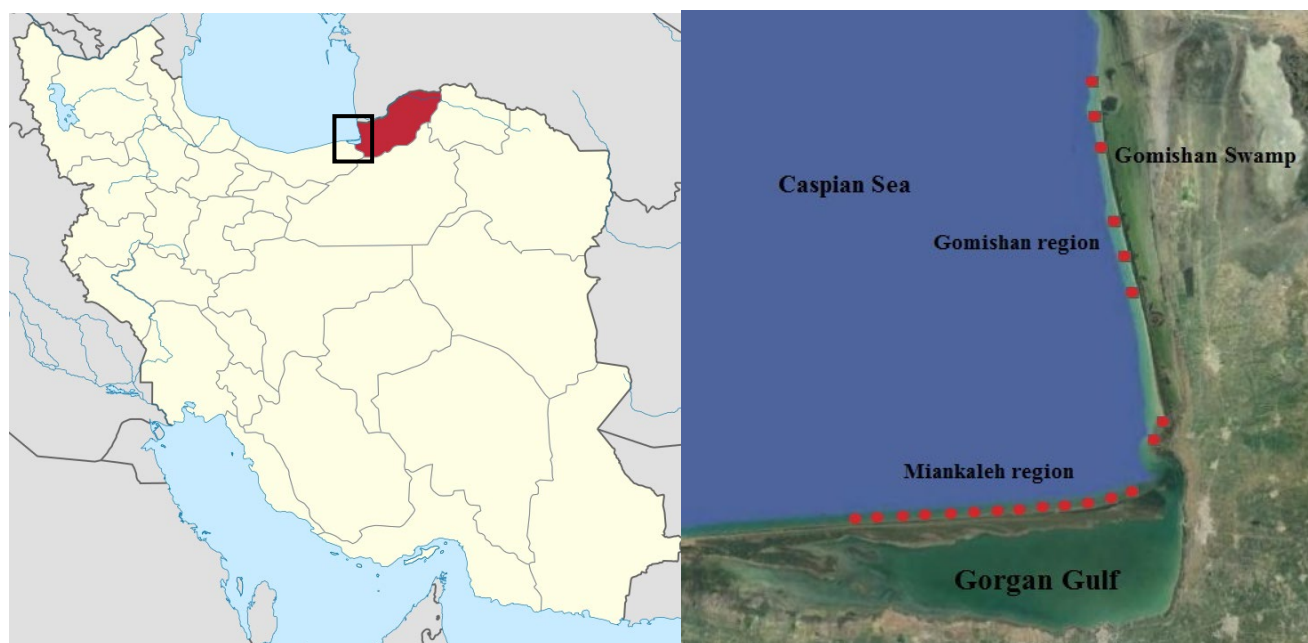 Caspian Sea
Gomishan Swamp
Gomishan region
Miankaleh region
Gorgan Gulf